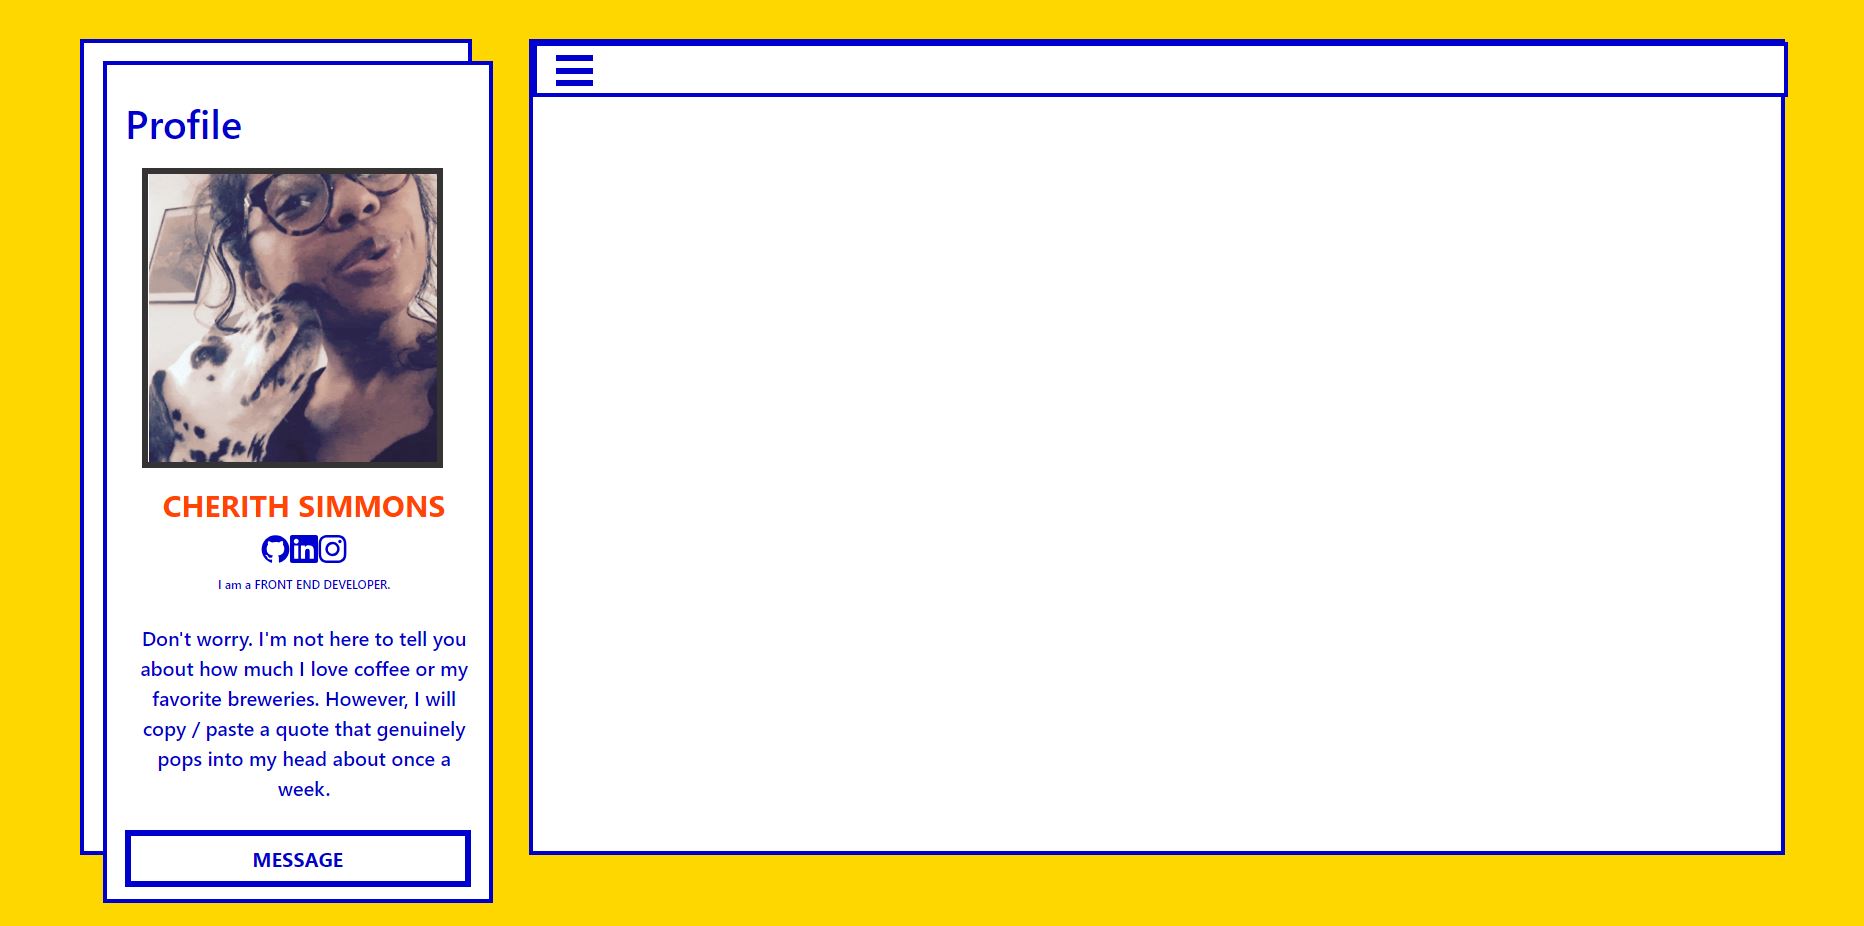 Profile
CHERITH SIMMONS
in
I am a FRONT END DEVELOPER.
Don't worry. I'm not here to tell you
about how much I love coffee or my
favorite breweries. However, I will
copy / paste a quote that genuinely
pops into my head about once a
week.
MESSAGE